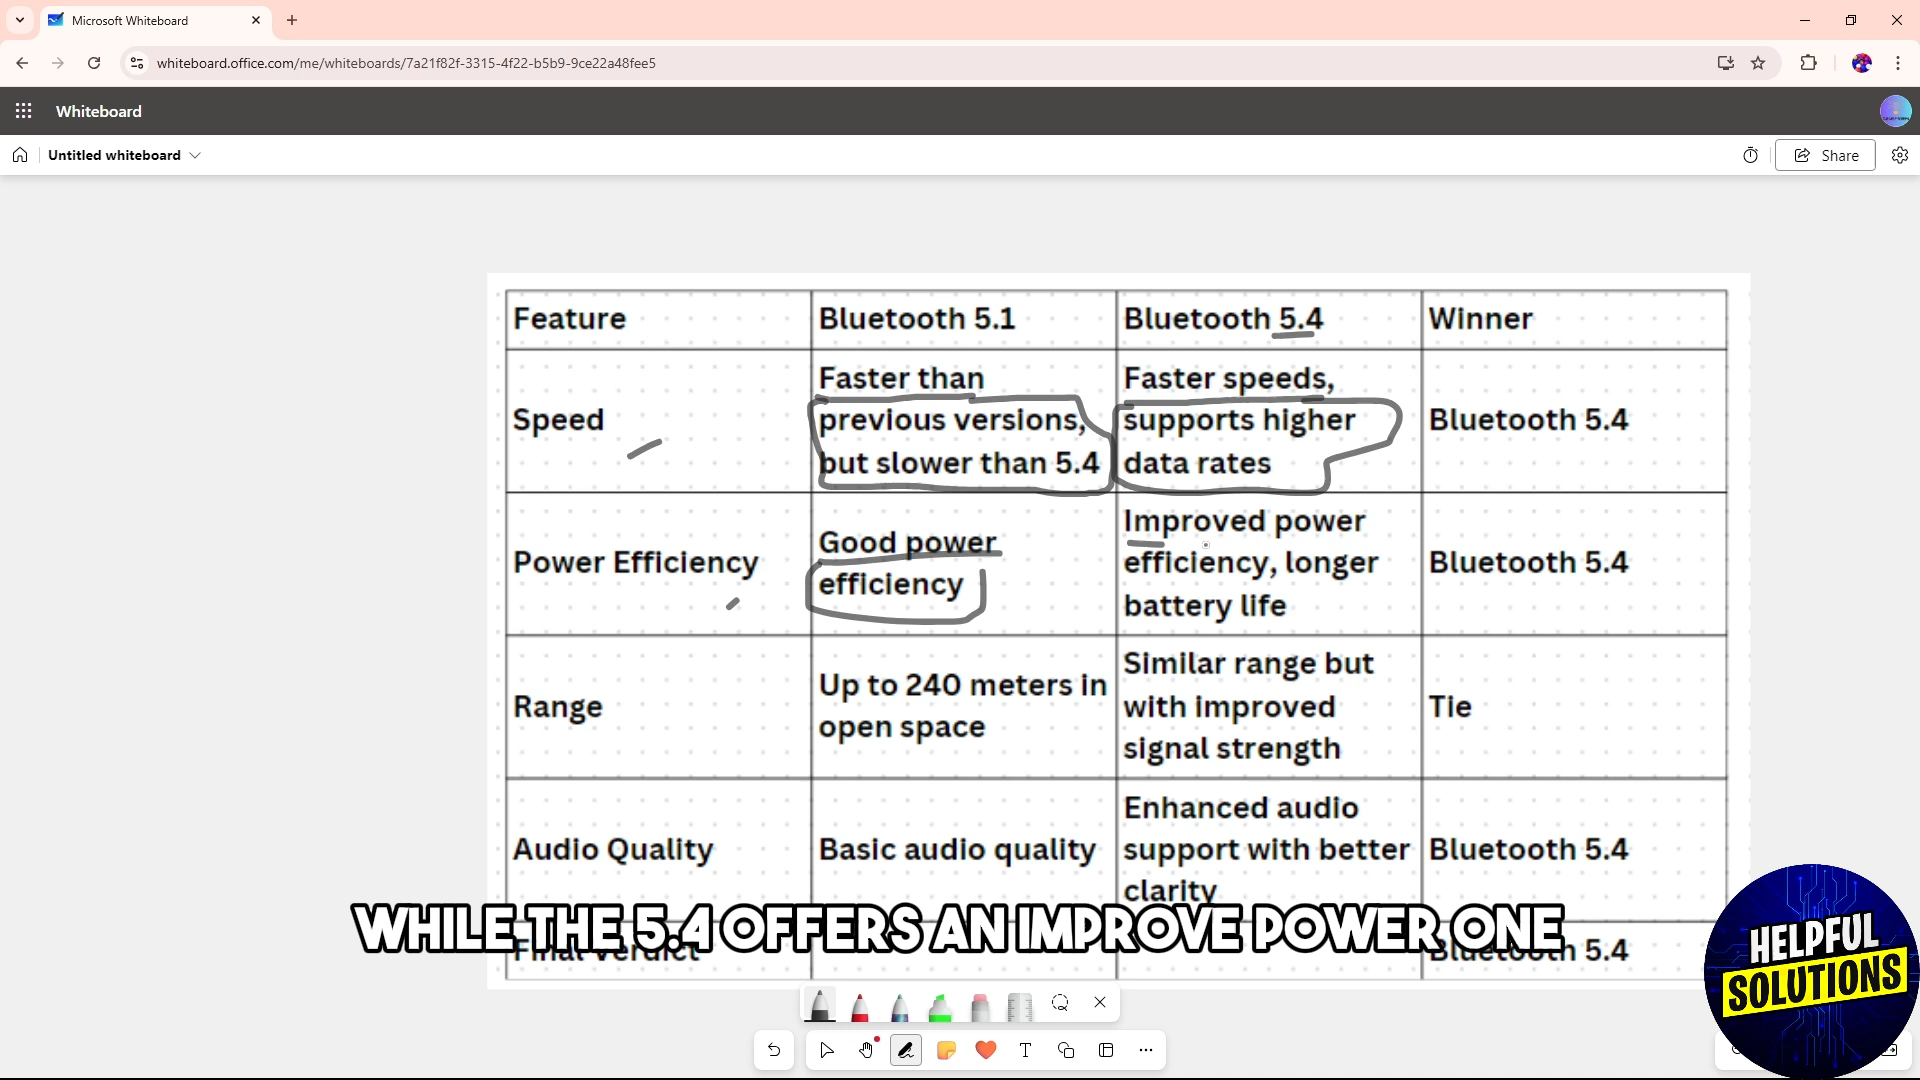 Microsoft Whiteboard
whiteboard.office.com/me/whiteboards/7a21f82f-3315-4f22-b5b9-9ce22a48fee5
Whiteboard
Untitled whiteboard
Share
Feature Bluetooth 5.1 Bluetooth 5.4 Winner
Speed
Faster than
previous versions,
but slower than 5.4
Faster speeds,
supports higher
data rates
Bluetooth 5.4
Power Efficiency
Good power
efficiency
Improved power
efficiency, longer
battery life
Bluetooth 5.4
Range
Up to 240 meters in
open space
Similar range but
with improved
signal strength
Tie
Audio Quality
Basic audio quality
Enhanced audio
support with better
clarity
Bluetooth 5.4
WHILE THE 5.4 OFFERS AN IMPROVE POWER ONE
Final Verdict Bluetooth 5.4
HELPFUL
SOLUTIONS